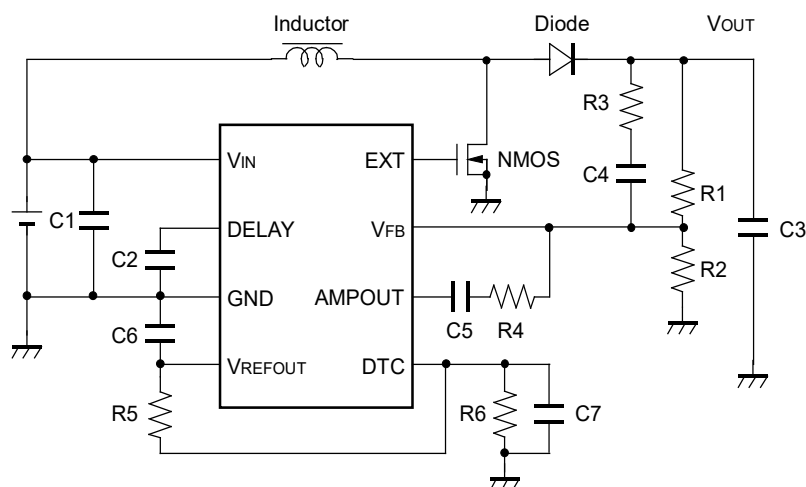 Inductor
Diode
VOUT
R3
VIN
EXT
NMOS
C4
R1
C1
DELAY
VFB
C3
C2
R2
GND
AMPOUT
C5
R4
C6
VREFOUT
DTC
R5
R6
C7